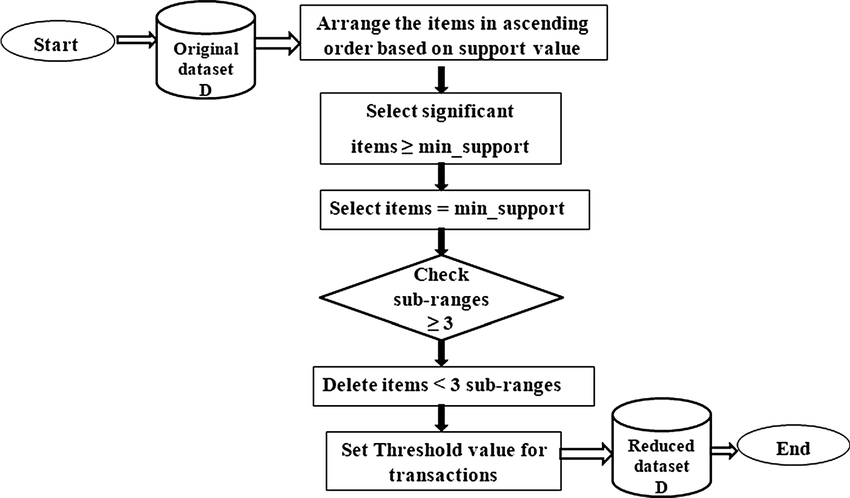 Start
Original
dataset
D
Arrange the items in ascending
order based on support value
Select significant
items ≥ min_support
Select items = min_support
Check
sub-ranges
≥ 3
Delete items < 3 sub-ranges
Set Threshold value for
transactions
Reduced
dataset
D
End